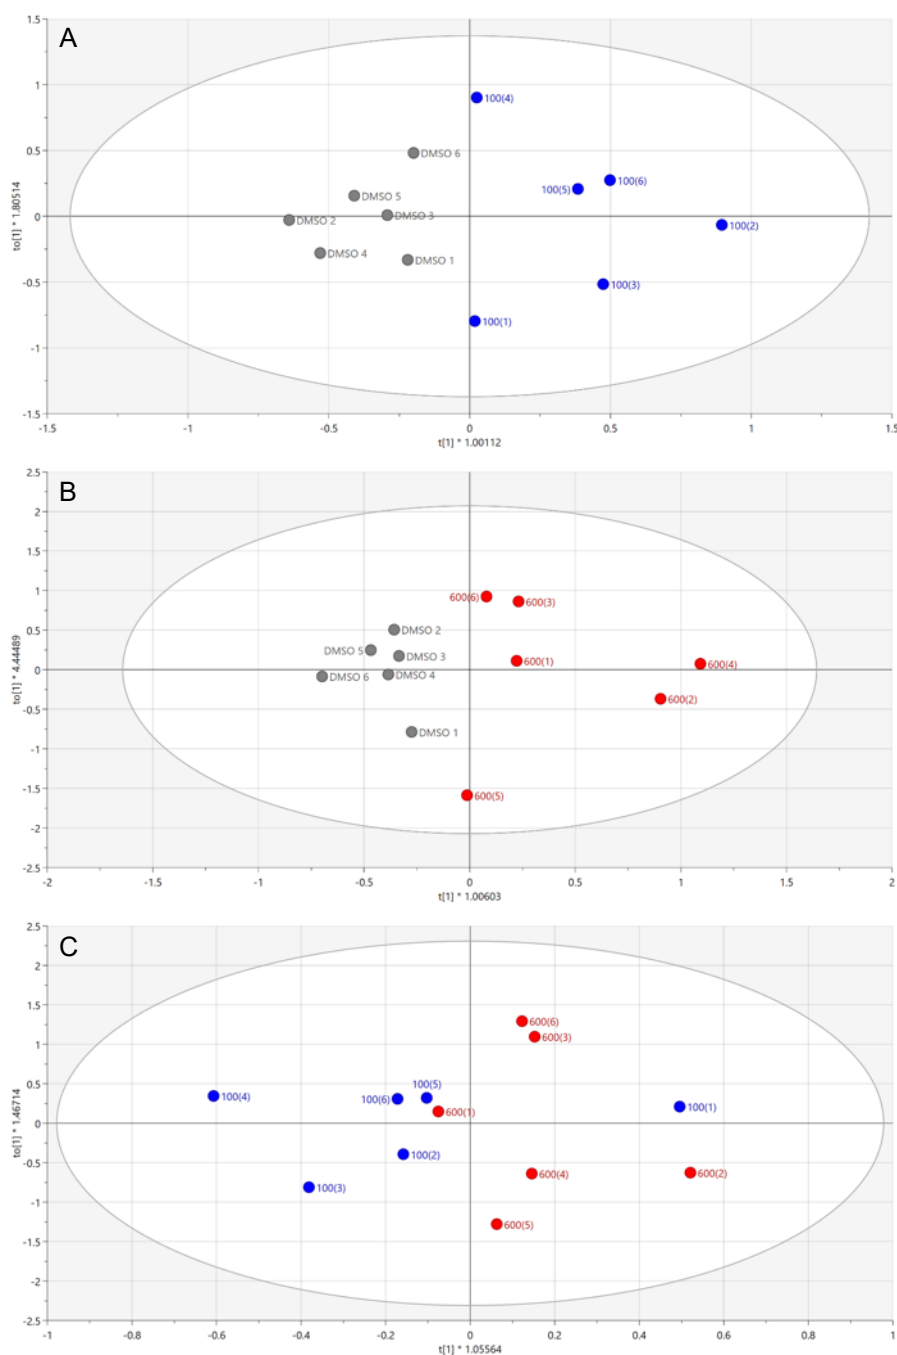 A
1.5
1
0.5
0
-0.5
-1
-1.5
to[1] * 1.80514
100(4)
DMSO 6
DMSO 5
100(5)
100(6)
DMSO 2
DMSO 3
100(2)
DMSO 4
DMSO 1
100(3)
100(1)
-1.5 -1 -0.5 0 0.5 1 1.5
t[1] * 1.00112
B
2.5
2
1.5
1
0.5
0
-0.5
-1
-1.5
-2
-2.5
to[1] * 4.44489
600(6)
600(3)
DMSO 2
DMSO 5
DMSO 3
600(1)
600(4)
DMSO 6
DMSO 4
600(2)
DMSO 1
600(5)
-2 -1.5 -1 -0.5 0 0.5 1 1.5 2
t[1] * 1.00603
C
2.5
2
1.5
1
0.5
0
-0.5
-1
-1.5
-2
-2.5
to[1] * 1.46714
600(6)
600(3)
100(5)
100(4)
100(6)
600(1)
100(1)
100(2)
600(4)
600(2)
100(3)
600(5)
-1 -0.8 -0.6 -0.4 -0.2 0 0.2 0.4 0.6 0.8 1
t[1] * 1.05564